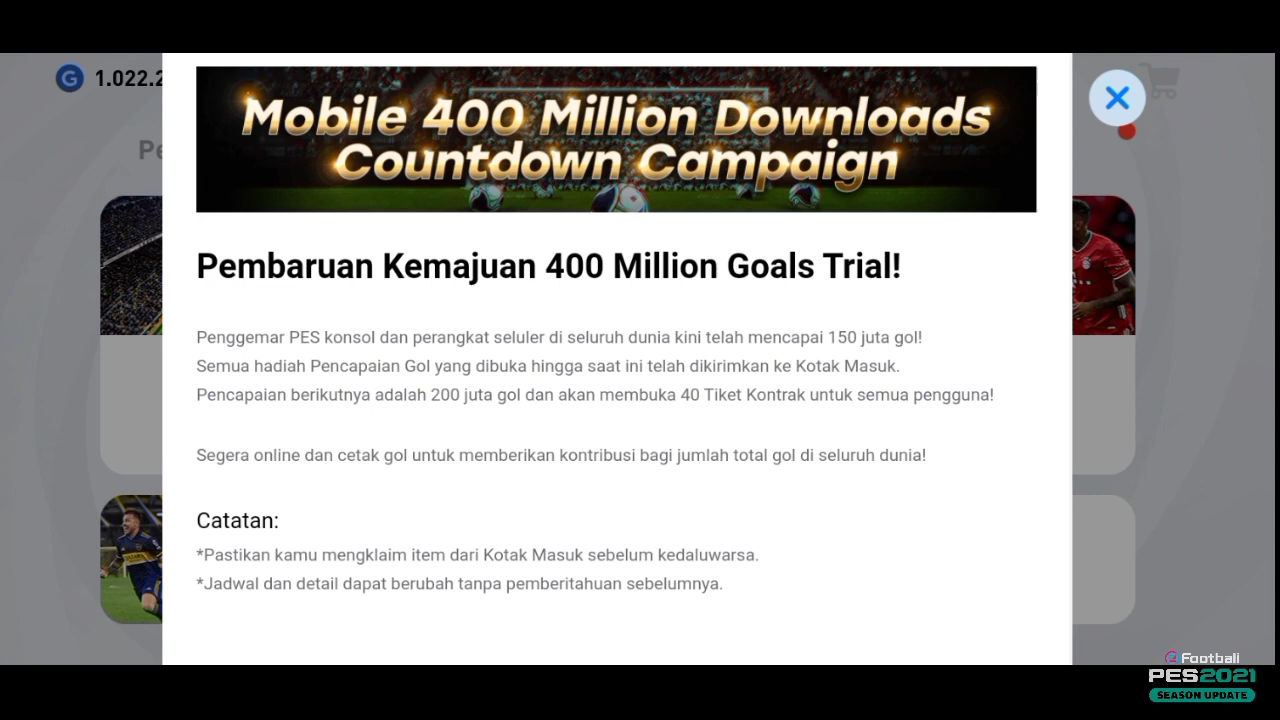 1.022.2
Mobile 400 Million Downloads
Countdown Campaign
Pe
Pembaruan Kemajuan 400 Million Goals Trial!
Penggemar PES konsol dan perangkat seluler di seluruh dunia kini telah mencapai 150 juta gol!
Semua hadiah Pencapaian Gol yang dibuka hingga saat ini telah dikirimkan ke Kotak Masuk.
Pencapaian berikutnya adalah 200 juta gol dan akan membuka 40 Tiket Kontrak untuk semua pengguna!
Segera online dan cetak gol untuk memberikan kontribusi bagi jumlah total gol di seluruh dunia!
Catatan:
*Pastikan kamu mengklaim item dari Kotak Masuk sebelum kedaluwarsa.
*Jadwal dan detail dapat berubah tanpa pemberitahuan sebelumnya.
eFootball
PES2021
SEASON UPDATE